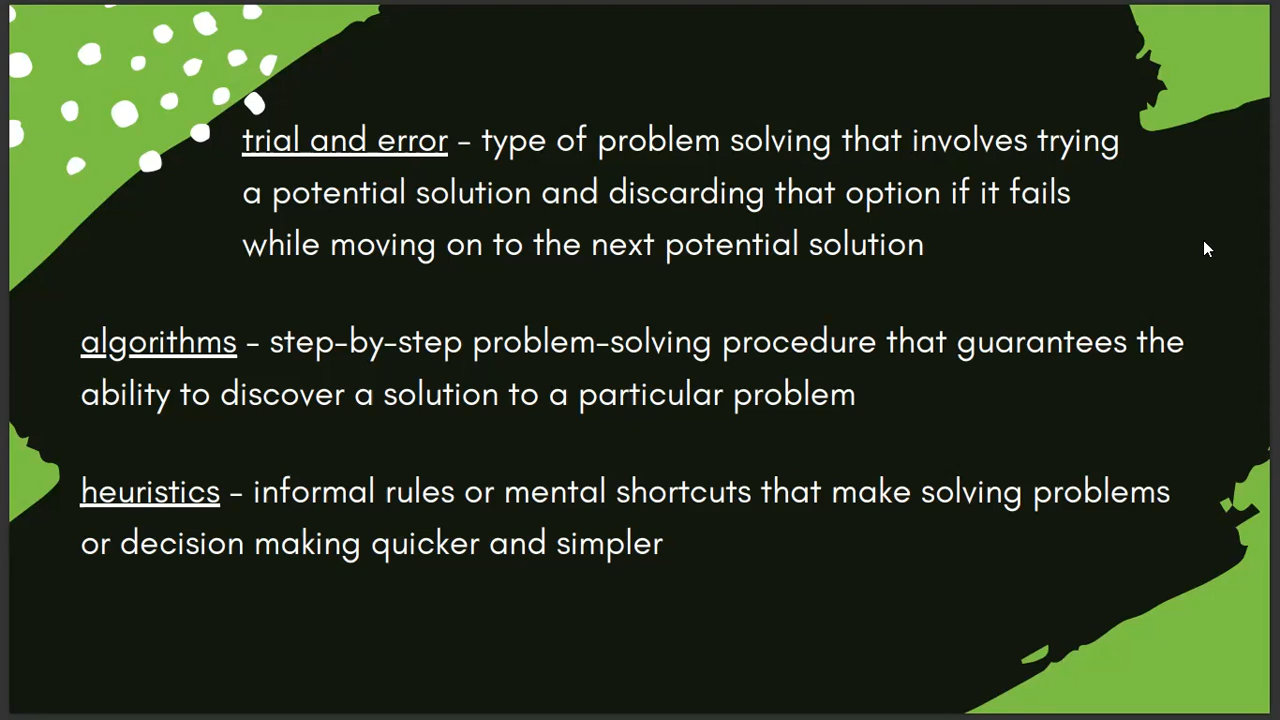 trial and error - type of problem solving that involves trying
a potential solution and discarding that option if it fails
while moving on to the next potential solution
algorithms - step-by-step problem-solving procedure that guarantees the
ability to discover a solution to a particular problem
heuristics - informal rules or mental shortcuts that make solving problems
or decision making quicker and simpler